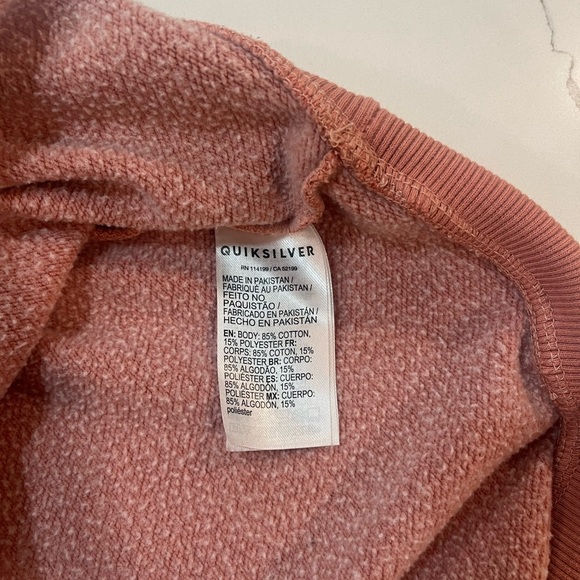 QUIKSILVER
RN 114199 / CA 52199
MADE IN PAKISTAN /
FABRIQUÉ AU PAKISTAN /
FEITO NO
PAQUISTÃO /
FABRICADO EN PAKISTÁN /
HECHO EN PAKISTÁN
EN: BODY: 85% COTTON,
15% POLYESTER FR:
CORPS: 85% COTON, 15%
POLYESTER BR: CORPO:
85% ALGODÃO, 15%
POLIÉSTER ES: CUERPO:
85% ALGODÓN, 15%
POLIÉSTER MX: CUERPO:
85% ALGODÓN, 15%
poliéster